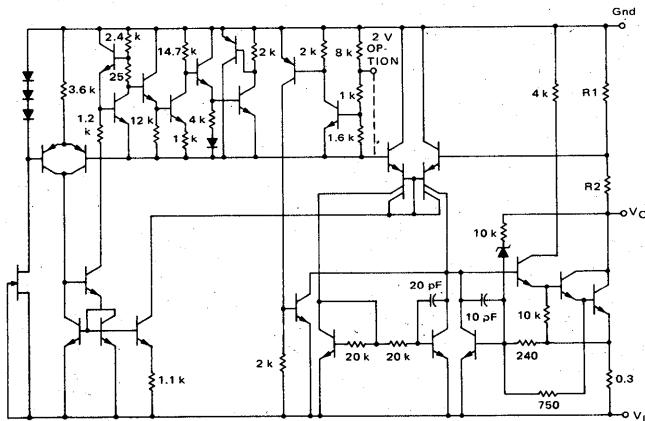 Gnd
2.4 k
2 V
OP-
TION
14.7 k
2 k
2 k
8 k
25
3.6 k
1 k
4 k
R1
1.2
k
12 k
4 k
1 k
1.6 k
R2
10 k
20 pF
10 pF
10 k
20 k
20 k
240
2 k
1.1 k
0.3
750